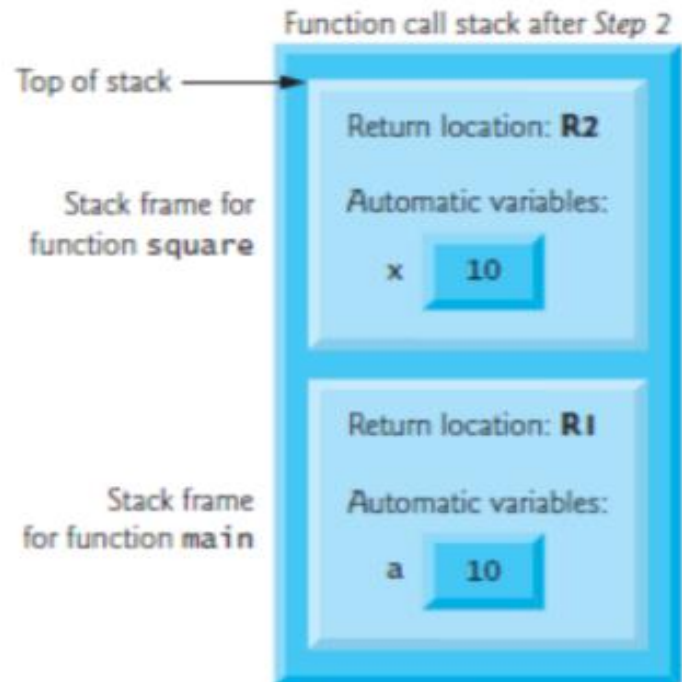 Function call stack after Step 2
Top of stack
Return location: R2
Stack frame for
function square
Automatic variables:
x 10
Return location: R1
Stack frame
for function main
Automatic variables:
a 10